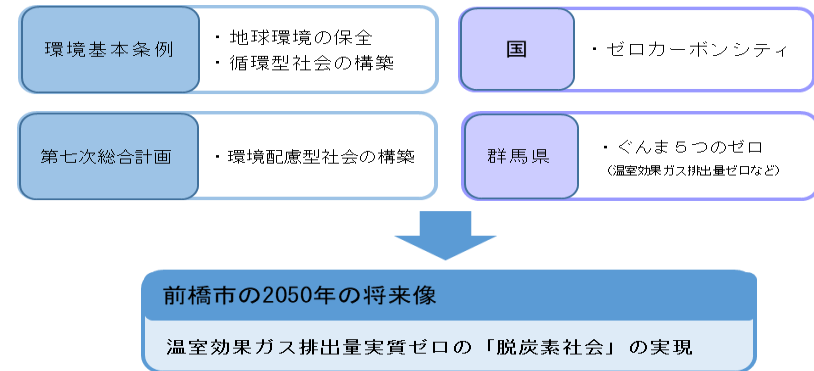 環境基本条例
・地球環境の保全
・循環型社会の構築
国
・ゼロカーボンシティ
第七次総合計画
・環境配慮型社会の構築
群馬県
・ぐんま５つのゼロ
（温室効果ガス排出量ゼロなど）
前橋市の2050年の将来像
温室効果ガス排出量実質ゼロの「脱炭素社会」の実現